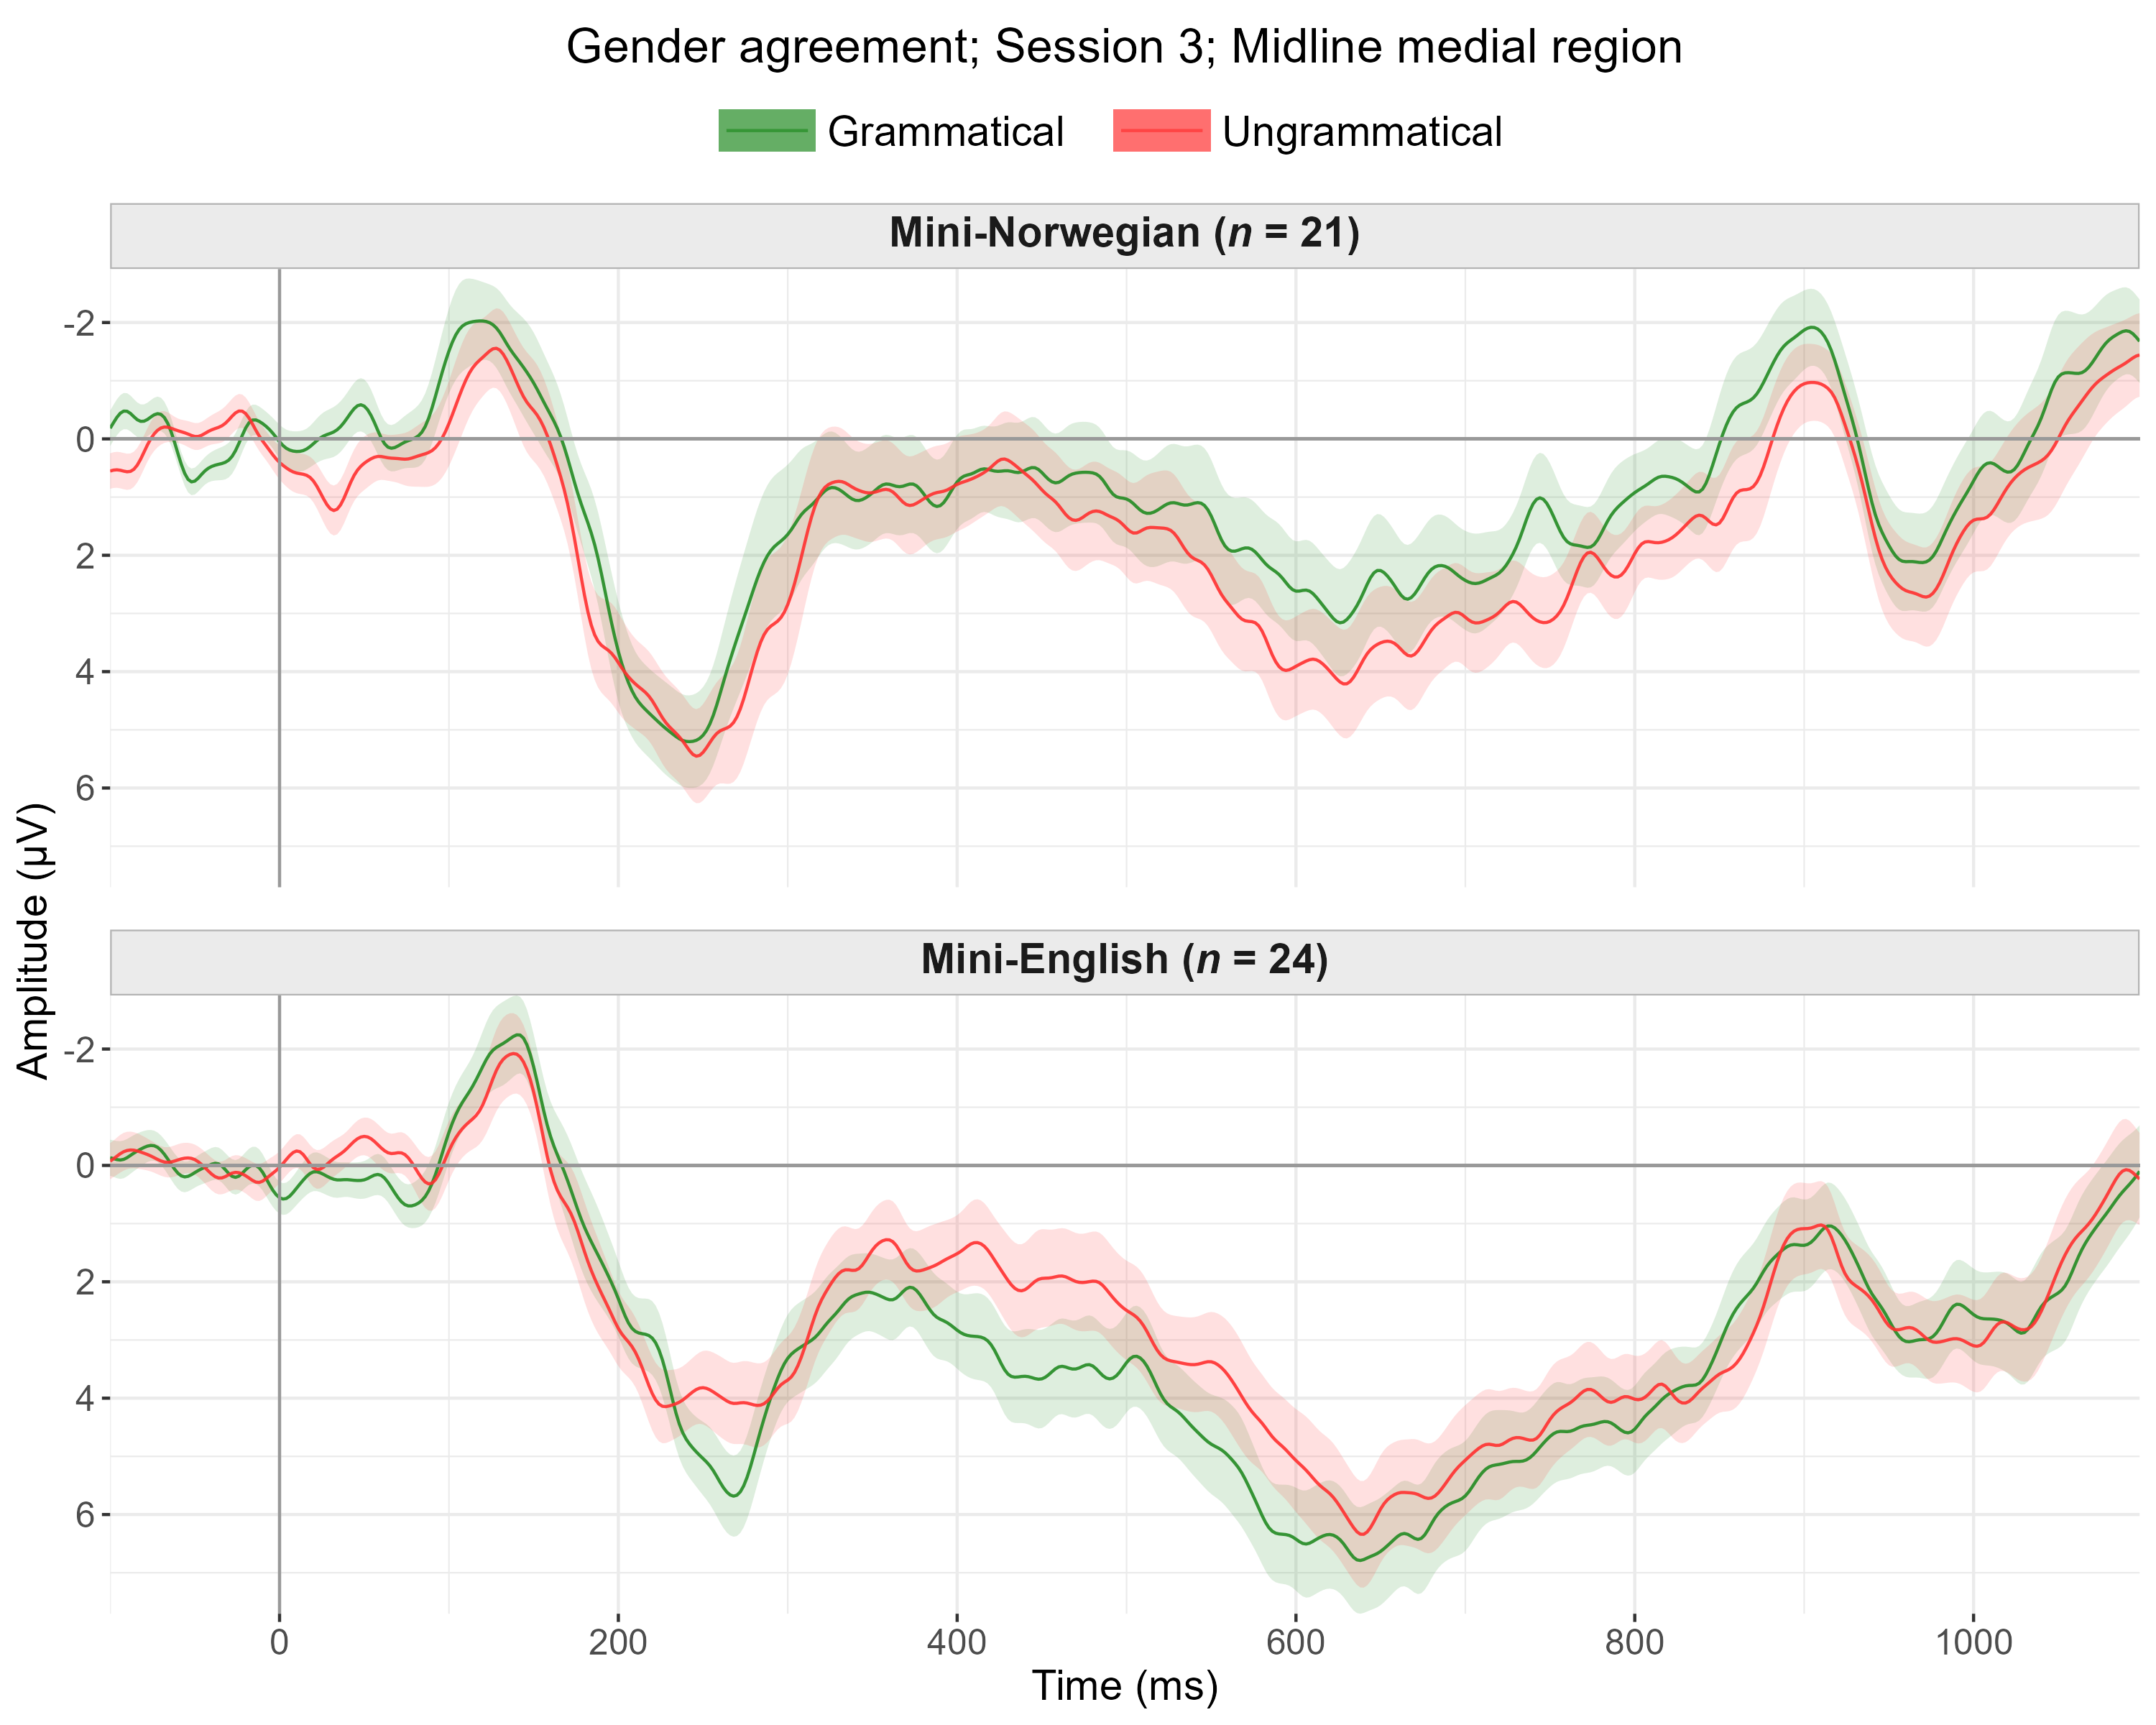 Gender agreement; Session 3; Midline medial region
Grammatical Ungrammatical
Mini-Norwegian (n = 21)
-2
0
2
4
6
Amplitude (µV)
Mini-English (n = 24)
-2
0
2
4
6
0 200 400 600 800 1000
Time (ms)